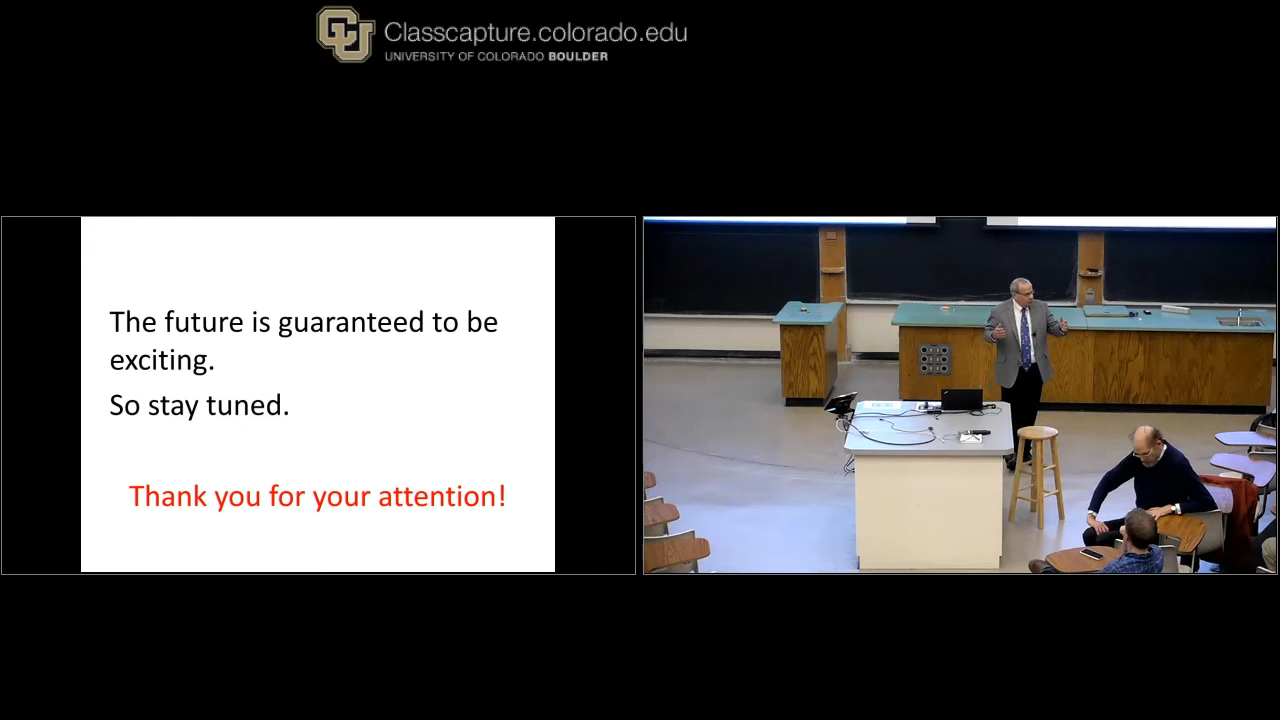 Classcapture.colorado.edu
UNIVERSITY OF COLORADO BOULDER
The future is guaranteed to be
exciting.
So stay tuned.
Thank you for your attention!